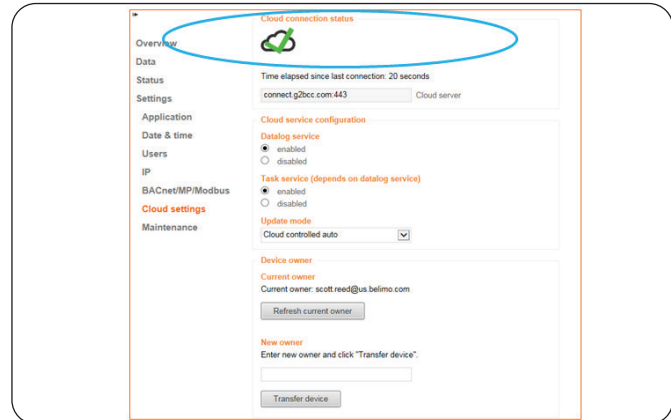 Overview
Data
Status
Settings
Application
Date & time
Users
IP
BACnet/MP/Modbus
Cloud settings
Maintenance
Cloud connection status
Time elapsed since last connection: 20 seconds
connect.g2bcc.com:443 Cloud server
Cloud service configuration
Datalog service
enabled
disabled
Task service (depends on datalog service)
enabled
disabled
Update mode
Cloud controlled auto
Device owner
Current owner
Current owner: scott.reed@us.belimo.com
Refresh current owner
New owner
Enter new owner and click "Transfer device".
Transfer device